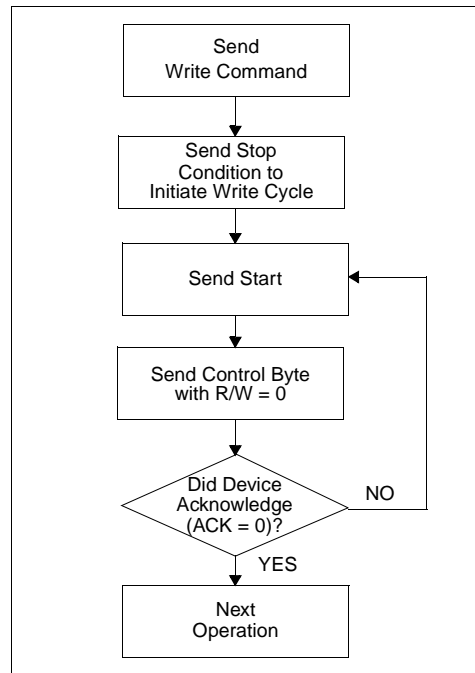 Send
Write Command
Send Stop
Condition to
Initiate Write Cycle
Send Start
Send Control Byte
with R/W = 0
Did Device
Acknowledge
(ACK = 0)?
NO
YES
Next
Operation